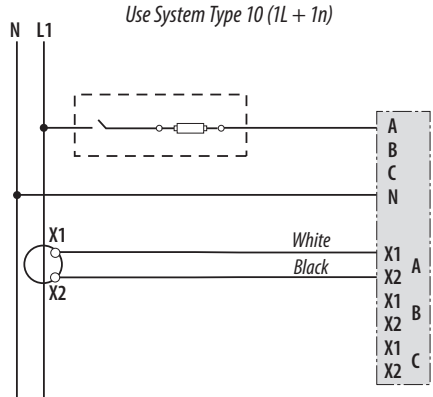 Use System Type 10 (1L + 1n)
N L1
A
B
C
N
X1
White
X1
X2
Black
X2
A
X1
X2
B
X1
X2
C